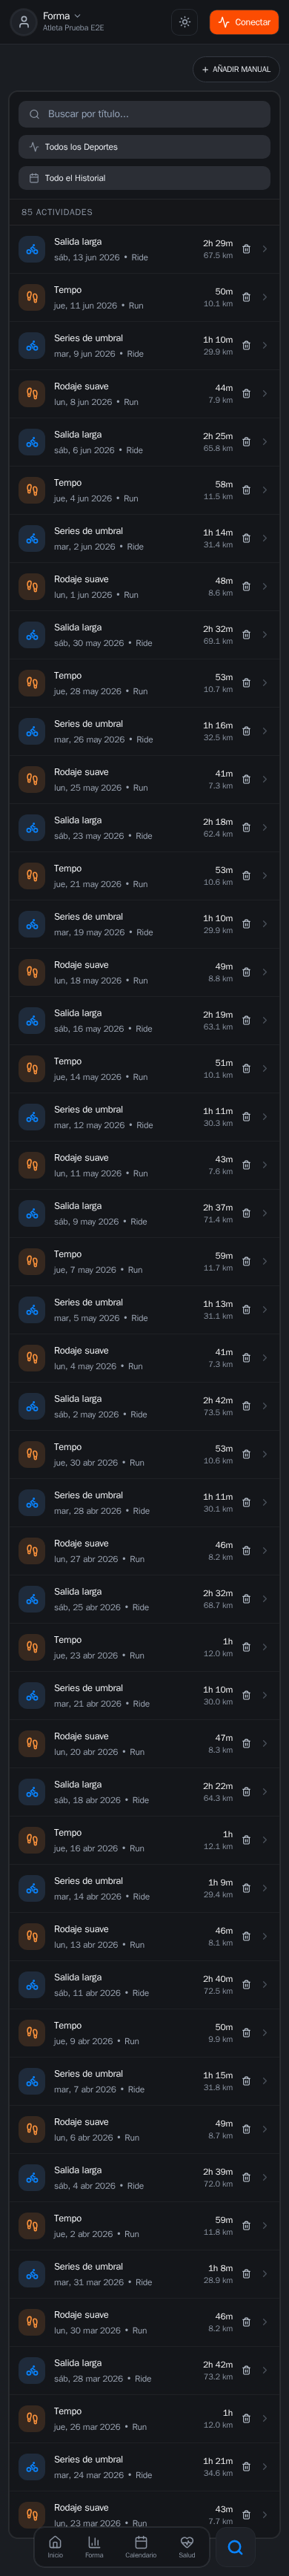 Forma
Atleta Prueba E2E
Conectar
+ AÑADIR MANUAL
Buscar por título...
Todos los Deportes
Todo el Historial
85 ACTIVIDADES
Salida larga 2h 29m
sáb, 13 jun 2026 • Ride 67.5 km
Tempo 50m
jue, 11 jun 2026 • Run 10.1 km
Series de umbral 1h 10m
mar, 9 jun 2026 • Ride 29.9 km
Rodaje suave 44m
lun, 8 jun 2026 • Run 7.9 km
Salida larga 2h 25m
sáb, 6 jun 2026 • Ride 65.8 km
Tempo 58m
jue, 4 jun 2026 • Run 11.5 km
Series de umbral 1h 14m
mar, 2 jun 2026 • Ride 31.4 km
Rodaje suave 48m
lun, 1 jun 2026 • Run 8.6 km
Salida larga 2h 32m
sáb, 30 may 2026 • Ride 69.1 km
Tempo 53m
jue, 28 may 2026 • Run 10.7 km
Series de umbral 1h 16m
mar, 26 may 2026 • Ride 32.5 km
Rodaje suave 41m
lun, 25 may 2026 • Run 7.3 km
Salida larga 2h 18m
sáb, 23 may 2026 • Ride 62.4 km
Tempo 53m
jue, 21 may 2026 • Run 10.6 km
Series de umbral 1h 10m
mar, 19 may 2026 • Ride 29.9 km
Rodaje suave 49m
lun, 18 may 2026 • Run 8.8 km
Salida larga 2h 19m
sáb, 16 may 2026 • Ride 63.1 km
Tempo 51m
jue, 14 may 2026 • Run 10.1 km
Series de umbral 1h 11m
mar, 12 may 2026 • Ride 30.3 km
Rodaje suave 43m
lun, 11 may 2026 • Run 7.6 km
Salida larga 2h 37m
sáb, 9 may 2026 • Ride 71.4 km
Tempo 59m
jue, 7 may 2026 • Run 11.7 km
Series de umbral 1h 13m
mar, 5 may 2026 • Ride 31.1 km
Rodaje suave 41m
lun, 4 may 2026 • Run 7.3 km
Salida larga 2h 42m
sáb, 2 may 2026 • Ride 73.5 km
Tempo 53m
jue, 30 abr 2026 • Run 10.6 km
Series de umbral 1h 11m
mar, 28 abr 2026 • Ride 30.1 km
Rodaje suave 46m
lun, 27 abr 2026 • Run 8.2 km
Salida larga 2h 32m
sáb, 25 abr 2026 • Ride 68.7 km
Tempo 1h
jue, 23 abr 2026 • Run 12.0 km
Series de umbral 1h 10m
mar, 21 abr 2026 • Ride 30.0 km
Rodaje suave 47m
lun, 20 abr 2026 • Run 8.3 km
Salida larga 2h 22m
sáb, 18 abr 2026 • Ride 64.3 km
Tempo 1h
jue, 16 abr 2026 • Run 12.1 km
Series de umbral 1h 9m
mar, 14 abr 2026 • Ride 29.4 km
Rodaje suave 46m
lun, 13 abr 2026 • Run 8.1 km
Salida larga 2h 40m
sáb, 11 abr 2026 • Ride 72.5 km
Tempo 50m
jue, 9 abr 2026 • Run 9.9 km
Series de umbral 1h 15m
mar, 7 abr 2026 • Ride 31.8 km
Rodaje suave 49m
lun, 6 abr 2026 • Run 8.7 km
Salida larga 2h 39m
sáb, 4 abr 2026 • Ride 72.0 km
Tempo 59m
jue, 2 abr 2026 • Run 11.8 km
Series de umbral 1h 8m
mar, 31 mar 2026 • Ride 28.9 km
Rodaje suave 46m
lun, 30 mar 2026 • Run 8.2 km
Salida larga 2h 42m
sáb, 28 mar 2026 • Ride 73.2 km
Tempo 1h
jue, 26 mar 2026 • Run 12.0 km
Series de umbral 1h 21m
mar, 24 mar 2026 • Ride 34.6 km
Rodaje suave 43m
lun, 23 mar 2026 • Run 7.7 km
Inicio Forma Calendario Salud